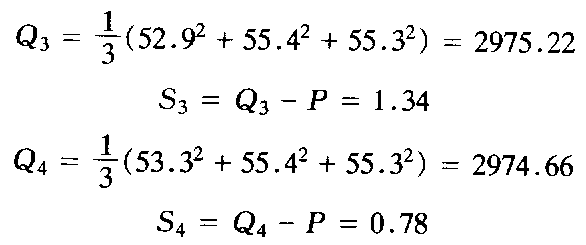 Q₃ = 1/3(52.9² + 55.4² + 55.3²) = 2975.22
S₃ = Q₃ − P = 1.34
Q₄ = 1/3(53.3² + 55.4² + 55.3²) = 2974.66
S₄ = Q₄ − P = 0.78